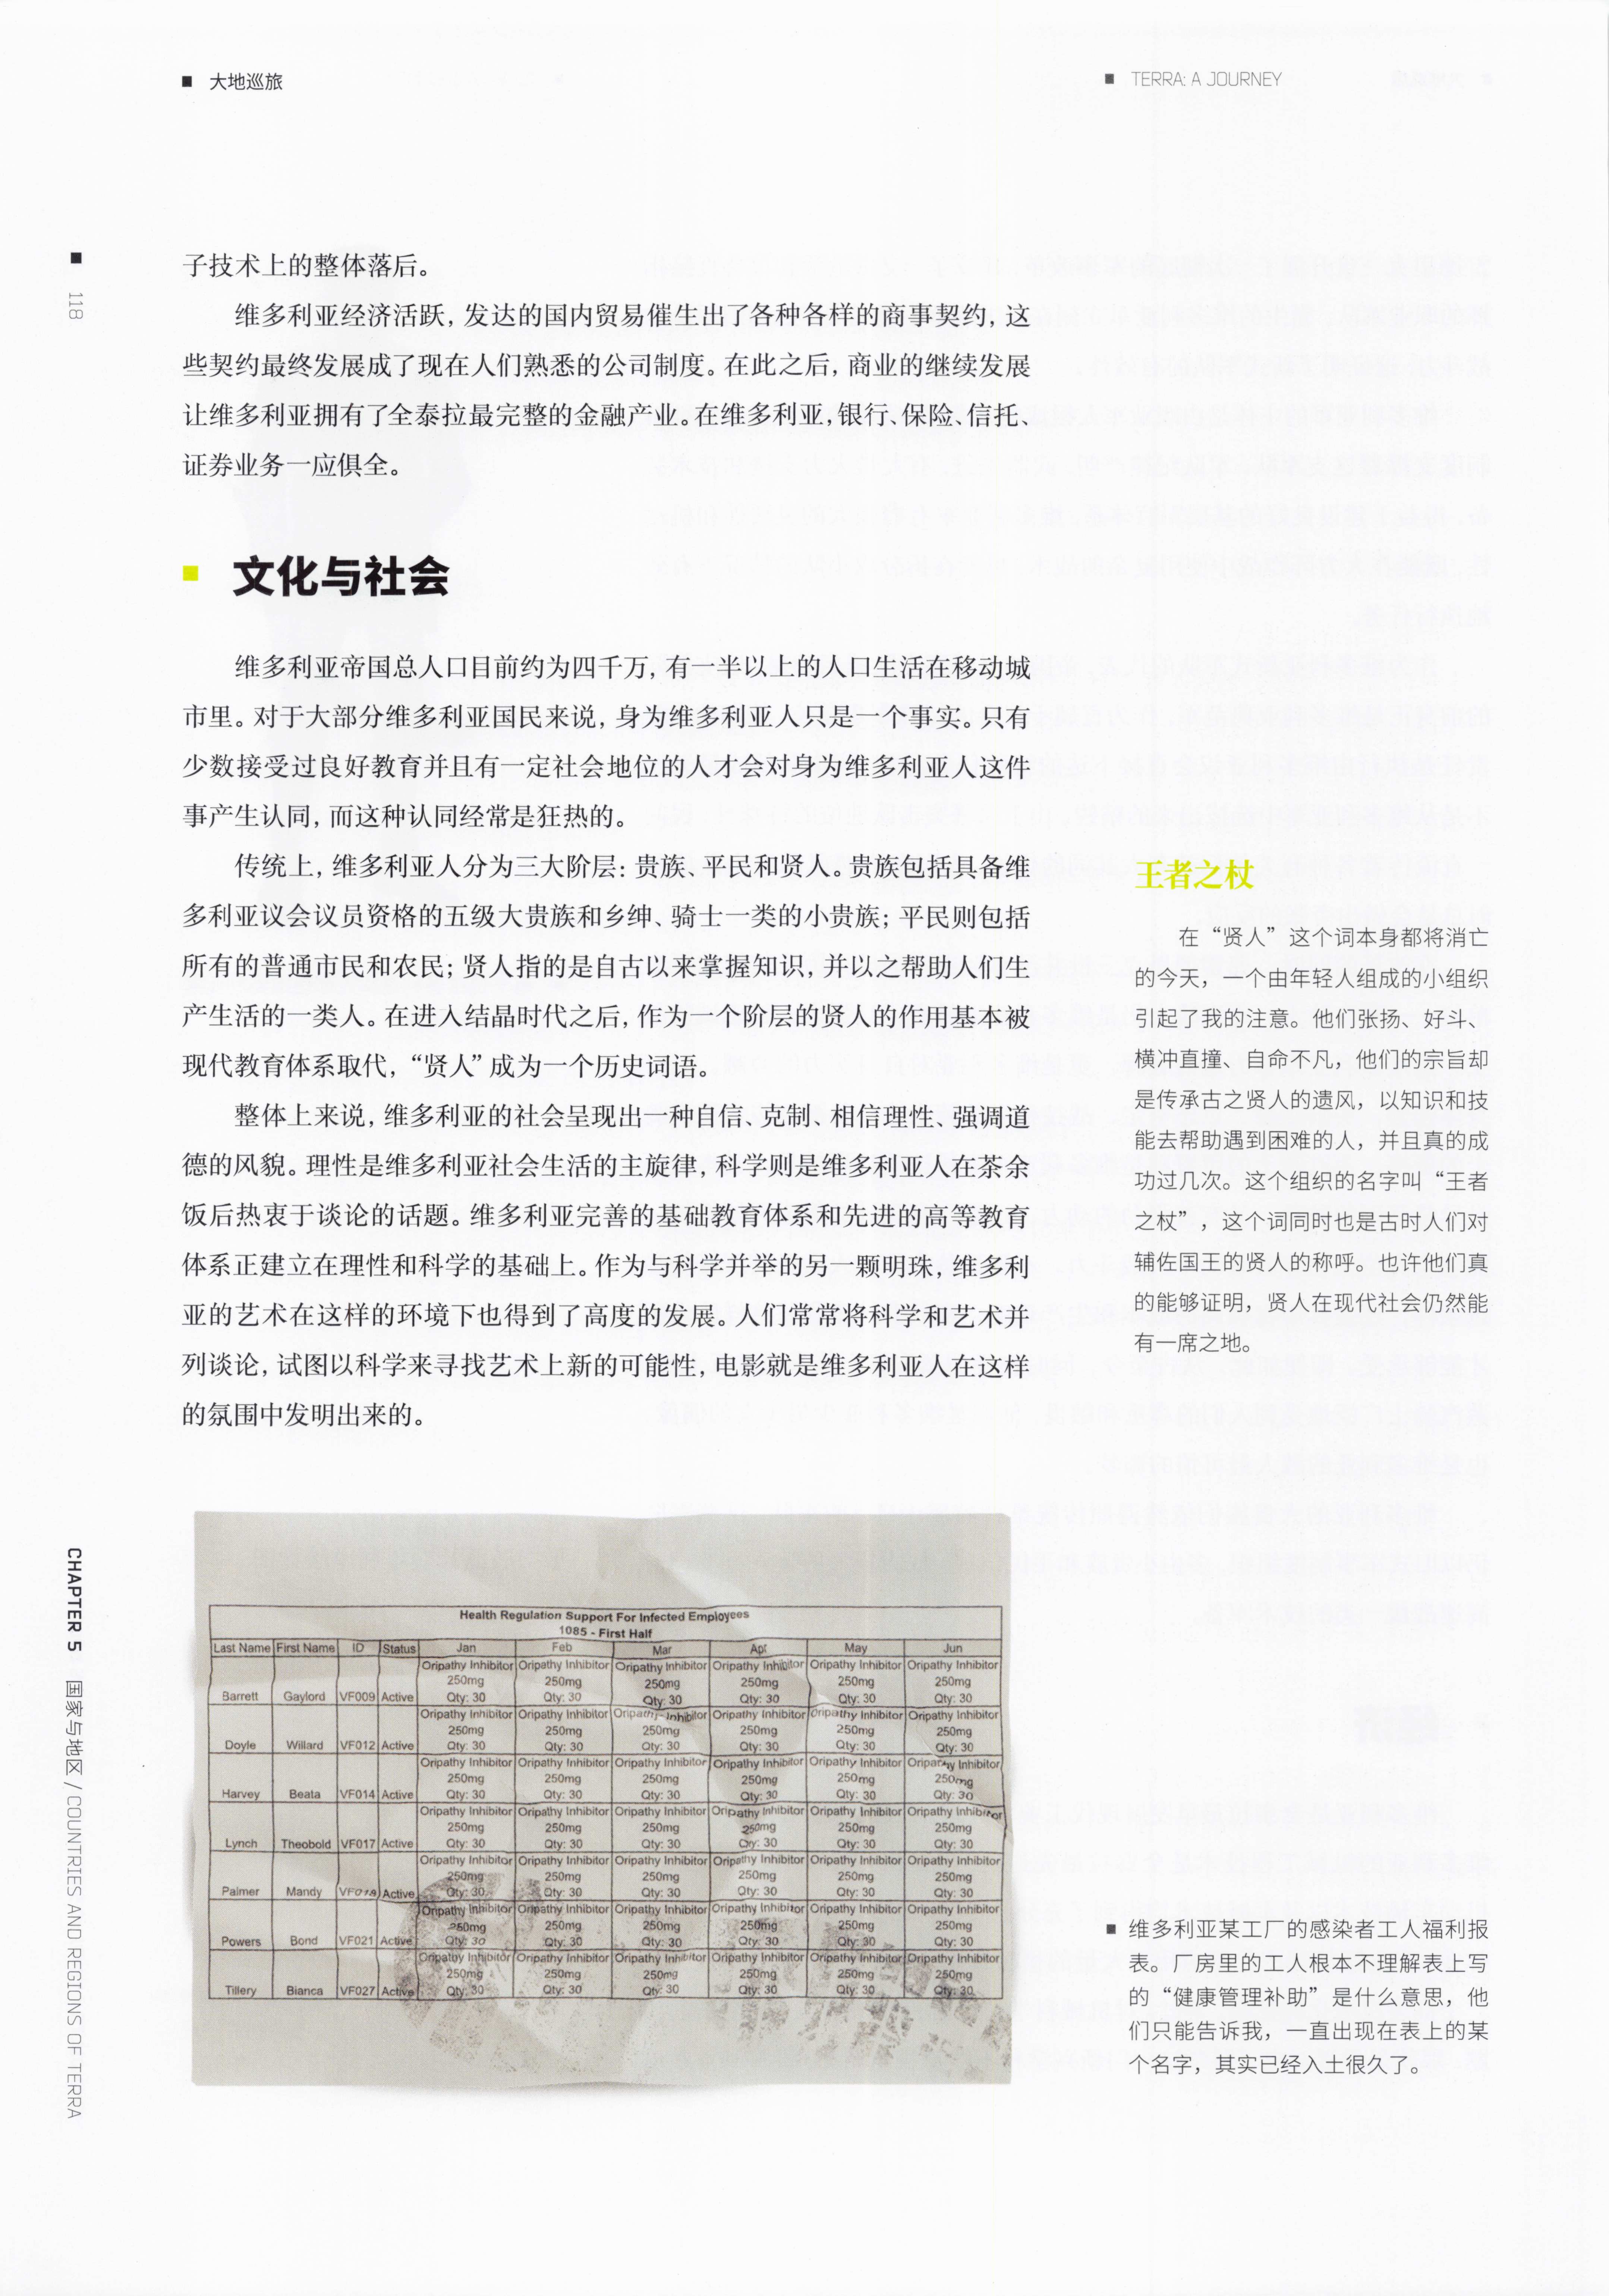 大地巡旅
TERRA: A JOURNEY
118
子技术上的整体落后。
维多利亚经济活跃，发达的国内贸易催生出了各种各样的商事契约，这
些契约最终发展成了现在人们熟悉的公司制度。在此之后，商业的继续发展
让维多利亚拥有了全泰拉最完整的金融产业。在维多利亚，银行、保险、信托、
证券业务一应俱全。
文化与社会
维多利亚帝国总人口目前约为四千万，有一半以上的人口生活在移动城
市里。对于大部分维多利亚国民来说，身为维多利亚人只是一个事实。只有
少数接受过良好教育并且有一定社会地位的人才会对身为维多利亚人这件
事产生认同，而这种认同经常是狂热的。
传统上，维多利亚人分为三大阶层：贵族、平民和贤人。贵族包括具备维
多利亚议会议员资格的五级大贵族和乡绅、骑士一类的小贵族；平民则包括
所有的普通市民和农民；贤人指的是自古以来掌握知识，并以之帮助人们生
产生活的一类人。在进入结晶时代之后，作为一个阶层的贤人的作用基本被
现代教育体系取代，“贤人”成为一个历史词语。
整体上来说，维多利亚的社会呈现出一种自信、克制、相信理性、强调道
德的风貌。理性是维多利亚社会生活的主旋律，科学则是维多利亚人在茶余
饭后热衷于谈论的话题。维多利亚完善的基础教育体系和先进的高等教育
体系正建立在理性和科学的基础上。作为与科学并举的另一颗明珠，维多利
亚的艺术在这样的环境下也得到了高度的发展。人们常常将科学和艺术并
列谈论，试图以科学来寻找艺术上新的可能性，电影就是维多利亚人在这样
的氛围中发明出来的。
王者之杖
在“贤人”这个词本身都将消亡
的今天，一个由年轻人组成的小组织
引起了我的注意。他们张扬、好斗、
横冲直撞、自命不凡，他们的宗旨却
是传承古之贤人的遗风，以知识和技
能去帮助遇到困难的人，并且真的成
功过几次。这个组织的名字叫“王者
之杖”，这个词同时也是古时人们对
辅佐国王的贤人的称呼。也许他们真
的能够证明，贤人在现代社会仍然能
有一席之地。
Health Regulation Support For Infected Employees
1085 - First Half
Last Name First Name ID Status Jan Feb Mar Apr May Jun
Oripathy Inhibitor Oripathy Inhibitor Oripathy Inhibitor Oripathy Inhibitor Oripathy Inhibitor Oripathy Inhibitor
250mg 250mg 250mg 250mg 250mg 250mg
Barrett Gaylord VF009 Active Qty: 30 Qty: 30 Qty: 30 Qty: 30 Qty: 30 Qty: 30
Oripathy Inhibitor Oripathy Inhibitor Oripathy Inhibitor Oripathy Inhibitor Oripathy Inhibitor Oripathy Inhibitor
250mg 250mg 250mg 250mg 250mg 250mg
Doyle Willard VF012 Active Qty: 30 Qty: 30 Qty: 30 Qty: 30 Qty: 30 Qty: 30
Oripathy Inhibitor Oripathy Inhibitor Oripathy Inhibitor Oripathy Inhibitor Oripathy Inhibitor Oripathy Inhibitor
250mg 250mg 250mg 250mg 250mg 250mg
Harvey Beata VF014 Active Qty: 30 Qty: 30 Qty: 30 Qty: 30 Qty: 30 Qty: 30
Oripathy Inhibitor Oripathy Inhibitor Oripathy Inhibitor Oripathy Inhibitor Oripathy Inhibitor Oripathy Inhibitor
250mg 250mg 250mg 250mg 250mg 250mg
Lynch Theobold VF017 Active Qty: 30 Qty: 30 Qty: 30 Qty: 30 Qty: 30 Qty: 30
Oripathy Inhibitor Oripathy Inhibitor Oripathy Inhibitor Oripathy Inhibitor Oripathy Inhibitor Oripathy Inhibitor
250mg 250mg 250mg 250mg 250mg 250mg
Palmer Mandy Active Qty: 30 Qty: 30 Qty: 30 Qty: 30 Qty: 30 Qty: 30
Oripathy Inhibitor Oripathy Inhibitor Oripathy Inhibitor Oripathy Inhibitor Oripathy Inhibitor Oripathy Inhibitor
250mg 250mg 250mg 250mg 250mg 250mg
Powers Bond VF021 Active Qty: 30 Qty: 30 Qty: 30 Qty: 30 Qty: 30 Qty: 30
Oripathy Inhibitor Oripathy Inhibitor Oripathy Inhibitor Oripathy Inhibitor Oripathy Inhibitor Oripathy Inhibitor
250mg 250mg 250mg 250mg 250mg 250mg
Tillery Bianca VF027 Active Qty: 30 Qty: 30 Qty: 30 Qty: 30 Qty: 30 Qty: 30
维多利亚某工厂的感染者工人福利报
表。厂房里的工人根本不理解表上写
的“健康管理补助”是什么意思，他
们只能告诉我，一直出现在表上的某
个名字，其实已经入土很久了。
CHAPTER 5 国家与地区 / COUNTRIES AND REGIONS OF TERRA